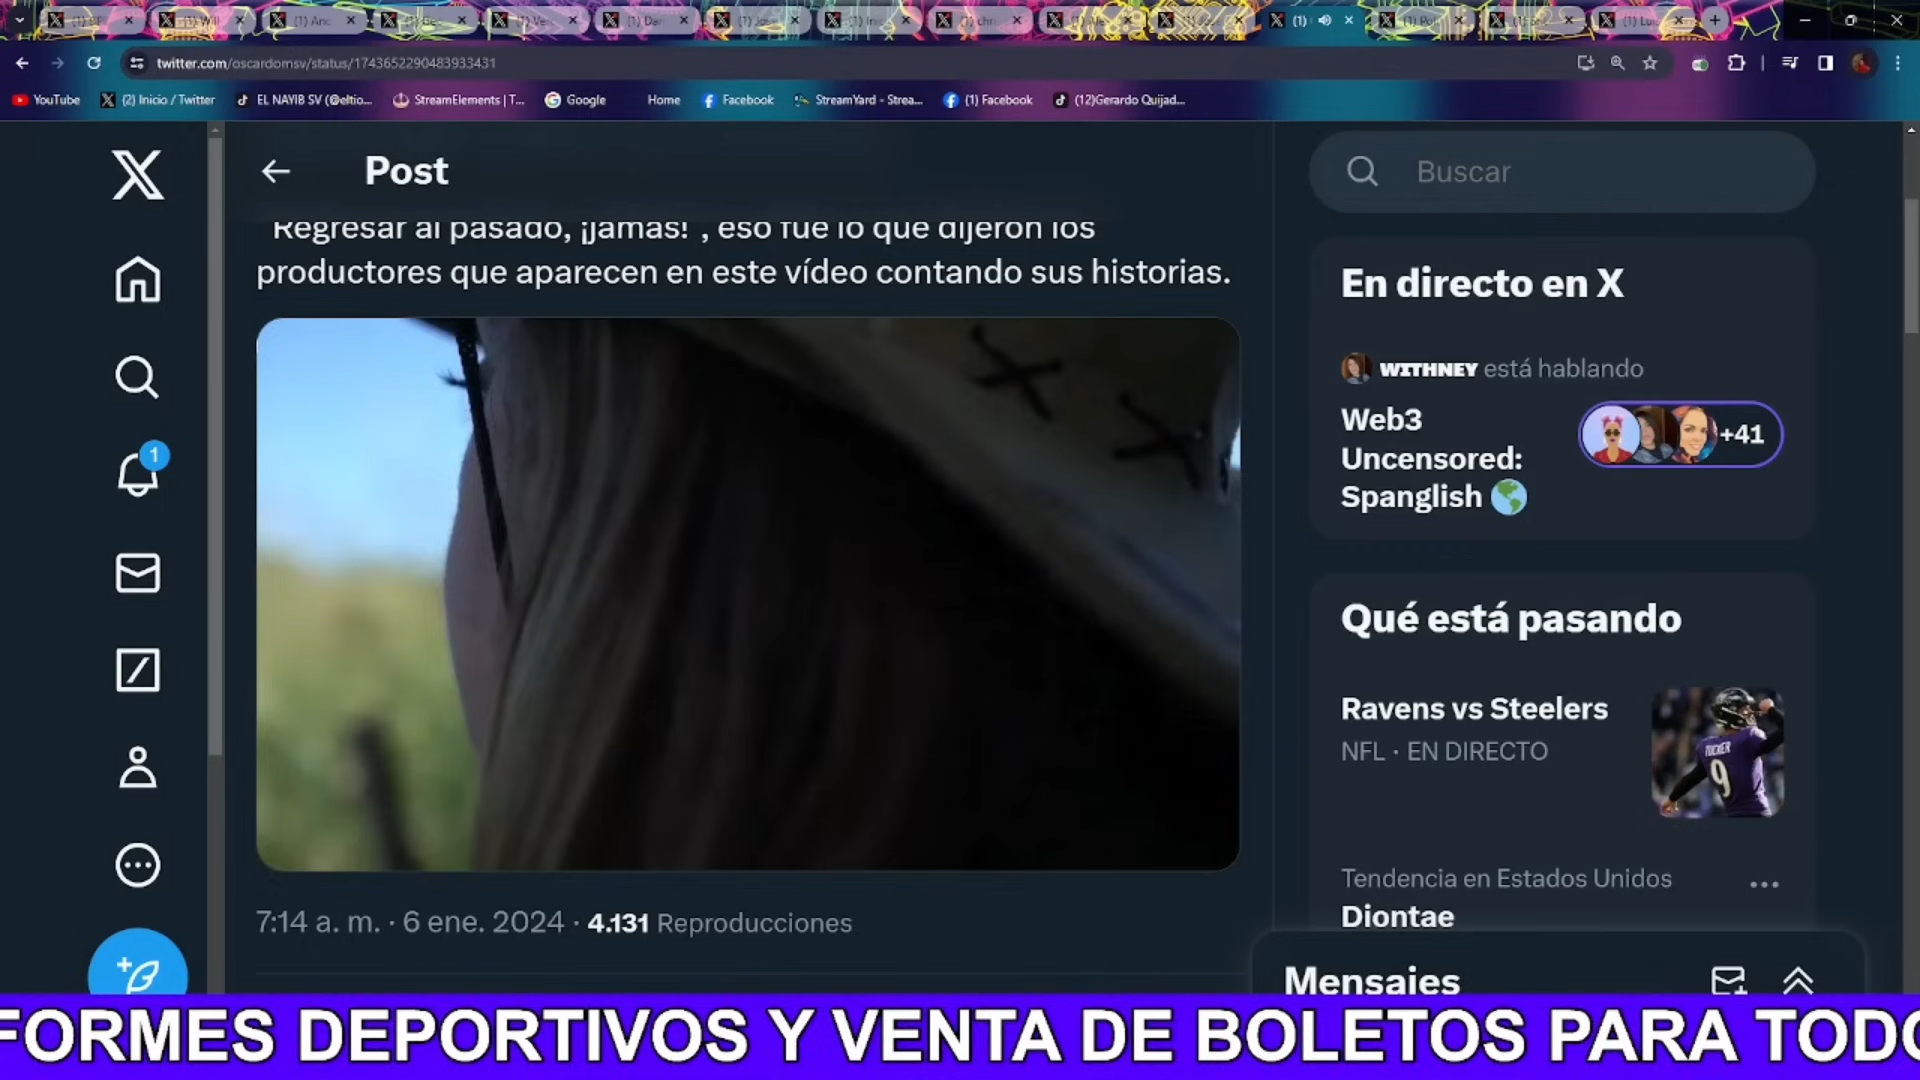 (1)
twitter.com/oscardomsv/status/1743652290483933431
YouTube
(2) Inicio / Twitter
EL NAYIB SV (@eltio...
StreamElements | T...
Google
Home
Facebook
StreamYard - Strea...
(1) Facebook
(12)Gerardo Quijad...
Post
"Regresar al pasado, ¡jamás!", eso fue lo que dijeron los
productores que aparecen en este vídeo contando sus historias.
7:14 a. m. · 6 ene. 2024 · 4.131 Reproducciones
Buscar
En directo en X
WITHNEY está hablando
Web3
Uncensored:
Spanglish
+41
Qué está pasando
Ravens vs Steelers
NFL · EN DIRECTO
TUCKER
9
Tendencia en Estados Unidos
Diontae
Mensajes
1
FORMES DEPORTIVOS Y VENTA DE BOLETOS PARA TODO